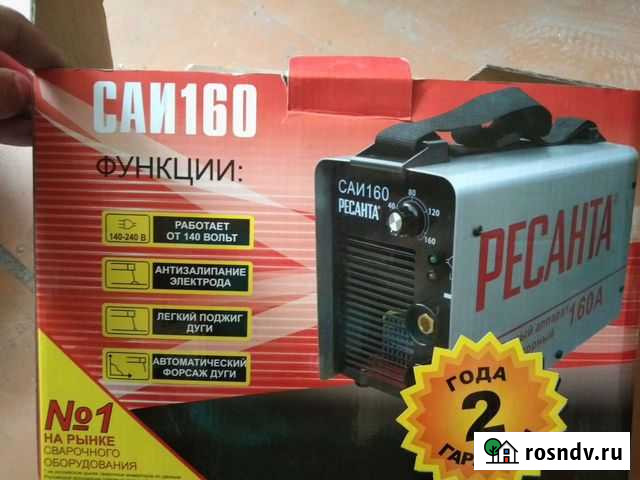 САИ160
ФУНКЦИИ:
140-240 В
РАБОТАЕТ
ОТ 140 ВОЛЬТ
АНТИЗАЛИПАНИЕ
ЭЛЕКТРОДА
ЛЕГКИЙ ПОДЖИГ
ДУГИ
АВТОМАТИЧЕСКИЙ
ФОРСАЖ ДУГИ
№1
НА РЫНКЕ
СВАРОЧНОГО
ОБОРУДОВАНИЯ
САИ160
РЕСАНТА
40
80
120
160
РЕСАНТА
аппарат
160А
ГОДА
2
rosndv.ru